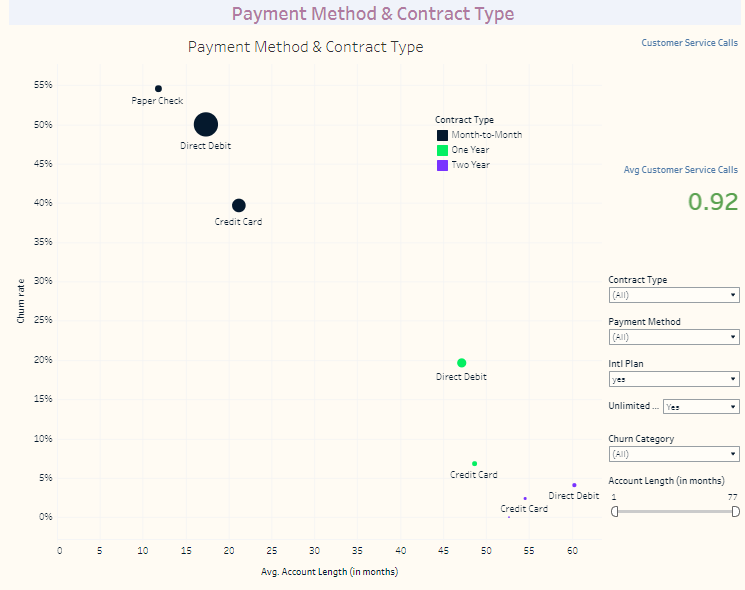 Payment Method & Contract Type
Payment Method & Contract Type
Customer Service Calls
55%
Paper Check
50%
Direct Debit
Contract Type
Month-to-Month
One Year
Two Year
45%
Avg Customer Service Calls
0.92
40%
Credit Card
35%
30%
25%
20%
Direct Debit
15%
10%
5%
Credit Card
Direct Debit
Credit Card
0%
Churn rate
0 5 10 15 20 25 30 35 40 45 50 55 60
Avg. Account Length (in months)
Contract Type
(All)
Payment Method
(All)
Intl Plan
yes
Unlimited ... Yes
Churn Category
(All)
Account Length (in months)
1 77